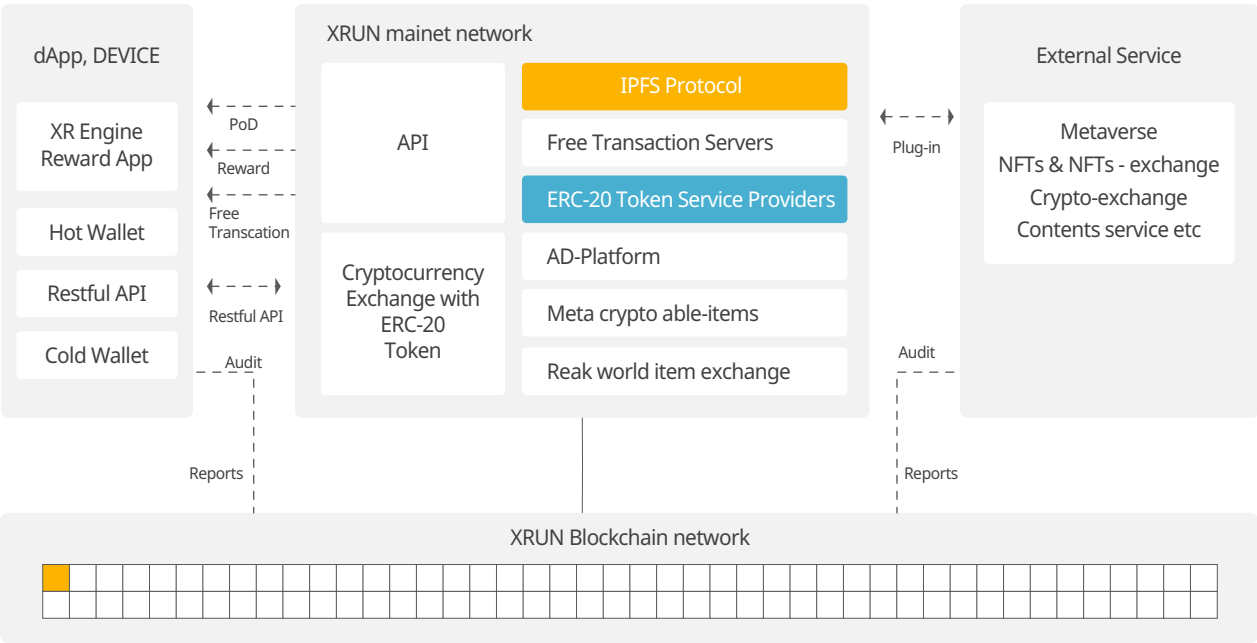 dApp, DEVICE
XR Engine
Reward App
Hot Wallet
Restful API
Cold Wallet
PoD
Reward
Free
Transcation
Restful API
Audit
Reports
XRUN mainet network
API
Cryptocurrency
Exchange with
ERC-20
Token
IPFS Protocol
Free Transaction Servers
ERC-20 Token Service Providers
AD-Platform
Meta crypto able-items
Reak world item exchange
Plug-in
Audit
Reports
External Service
Metaverse
NFTs & NFTs - exchange
Crypto-exchange
Contents service etc
XRUN Blockchain network